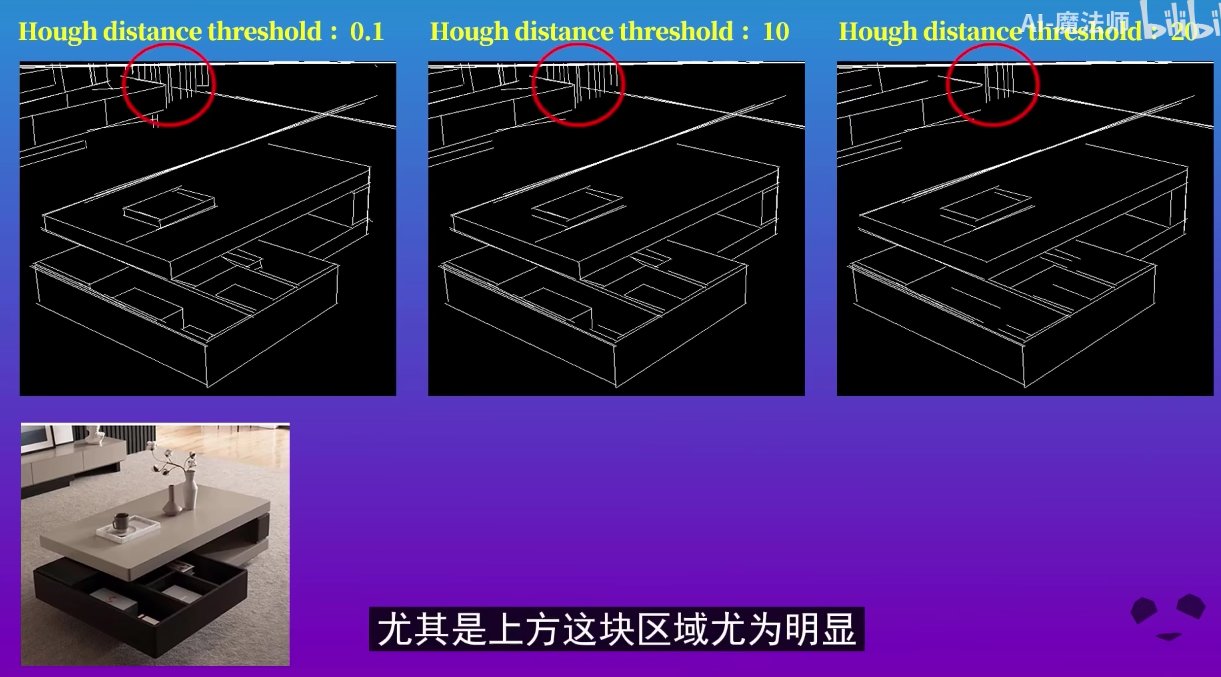 Hough distance threshold：0.1
Hough distance threshold：10
Hough distance threshold：20
AI-魔法师 bilibili
尤其是上方这块区域尤为明显